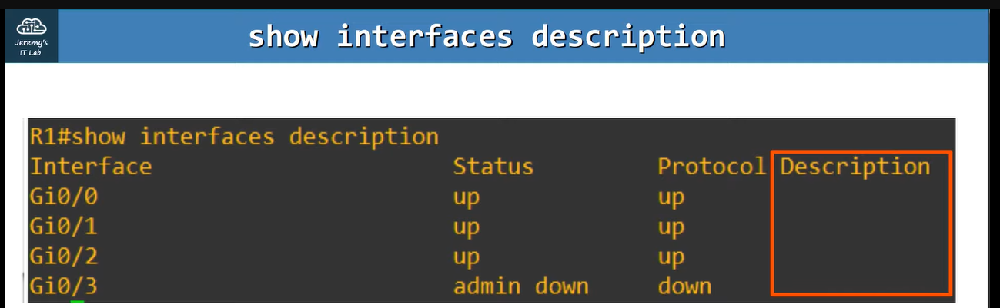 Jeremy's
IT Lab
show interfaces description
R1#show interfaces description
Interface Status Protocol Description
Gi0/0 up up
Gi0/1 up up
Gi0/2 up up
Gi0/3 admin down down